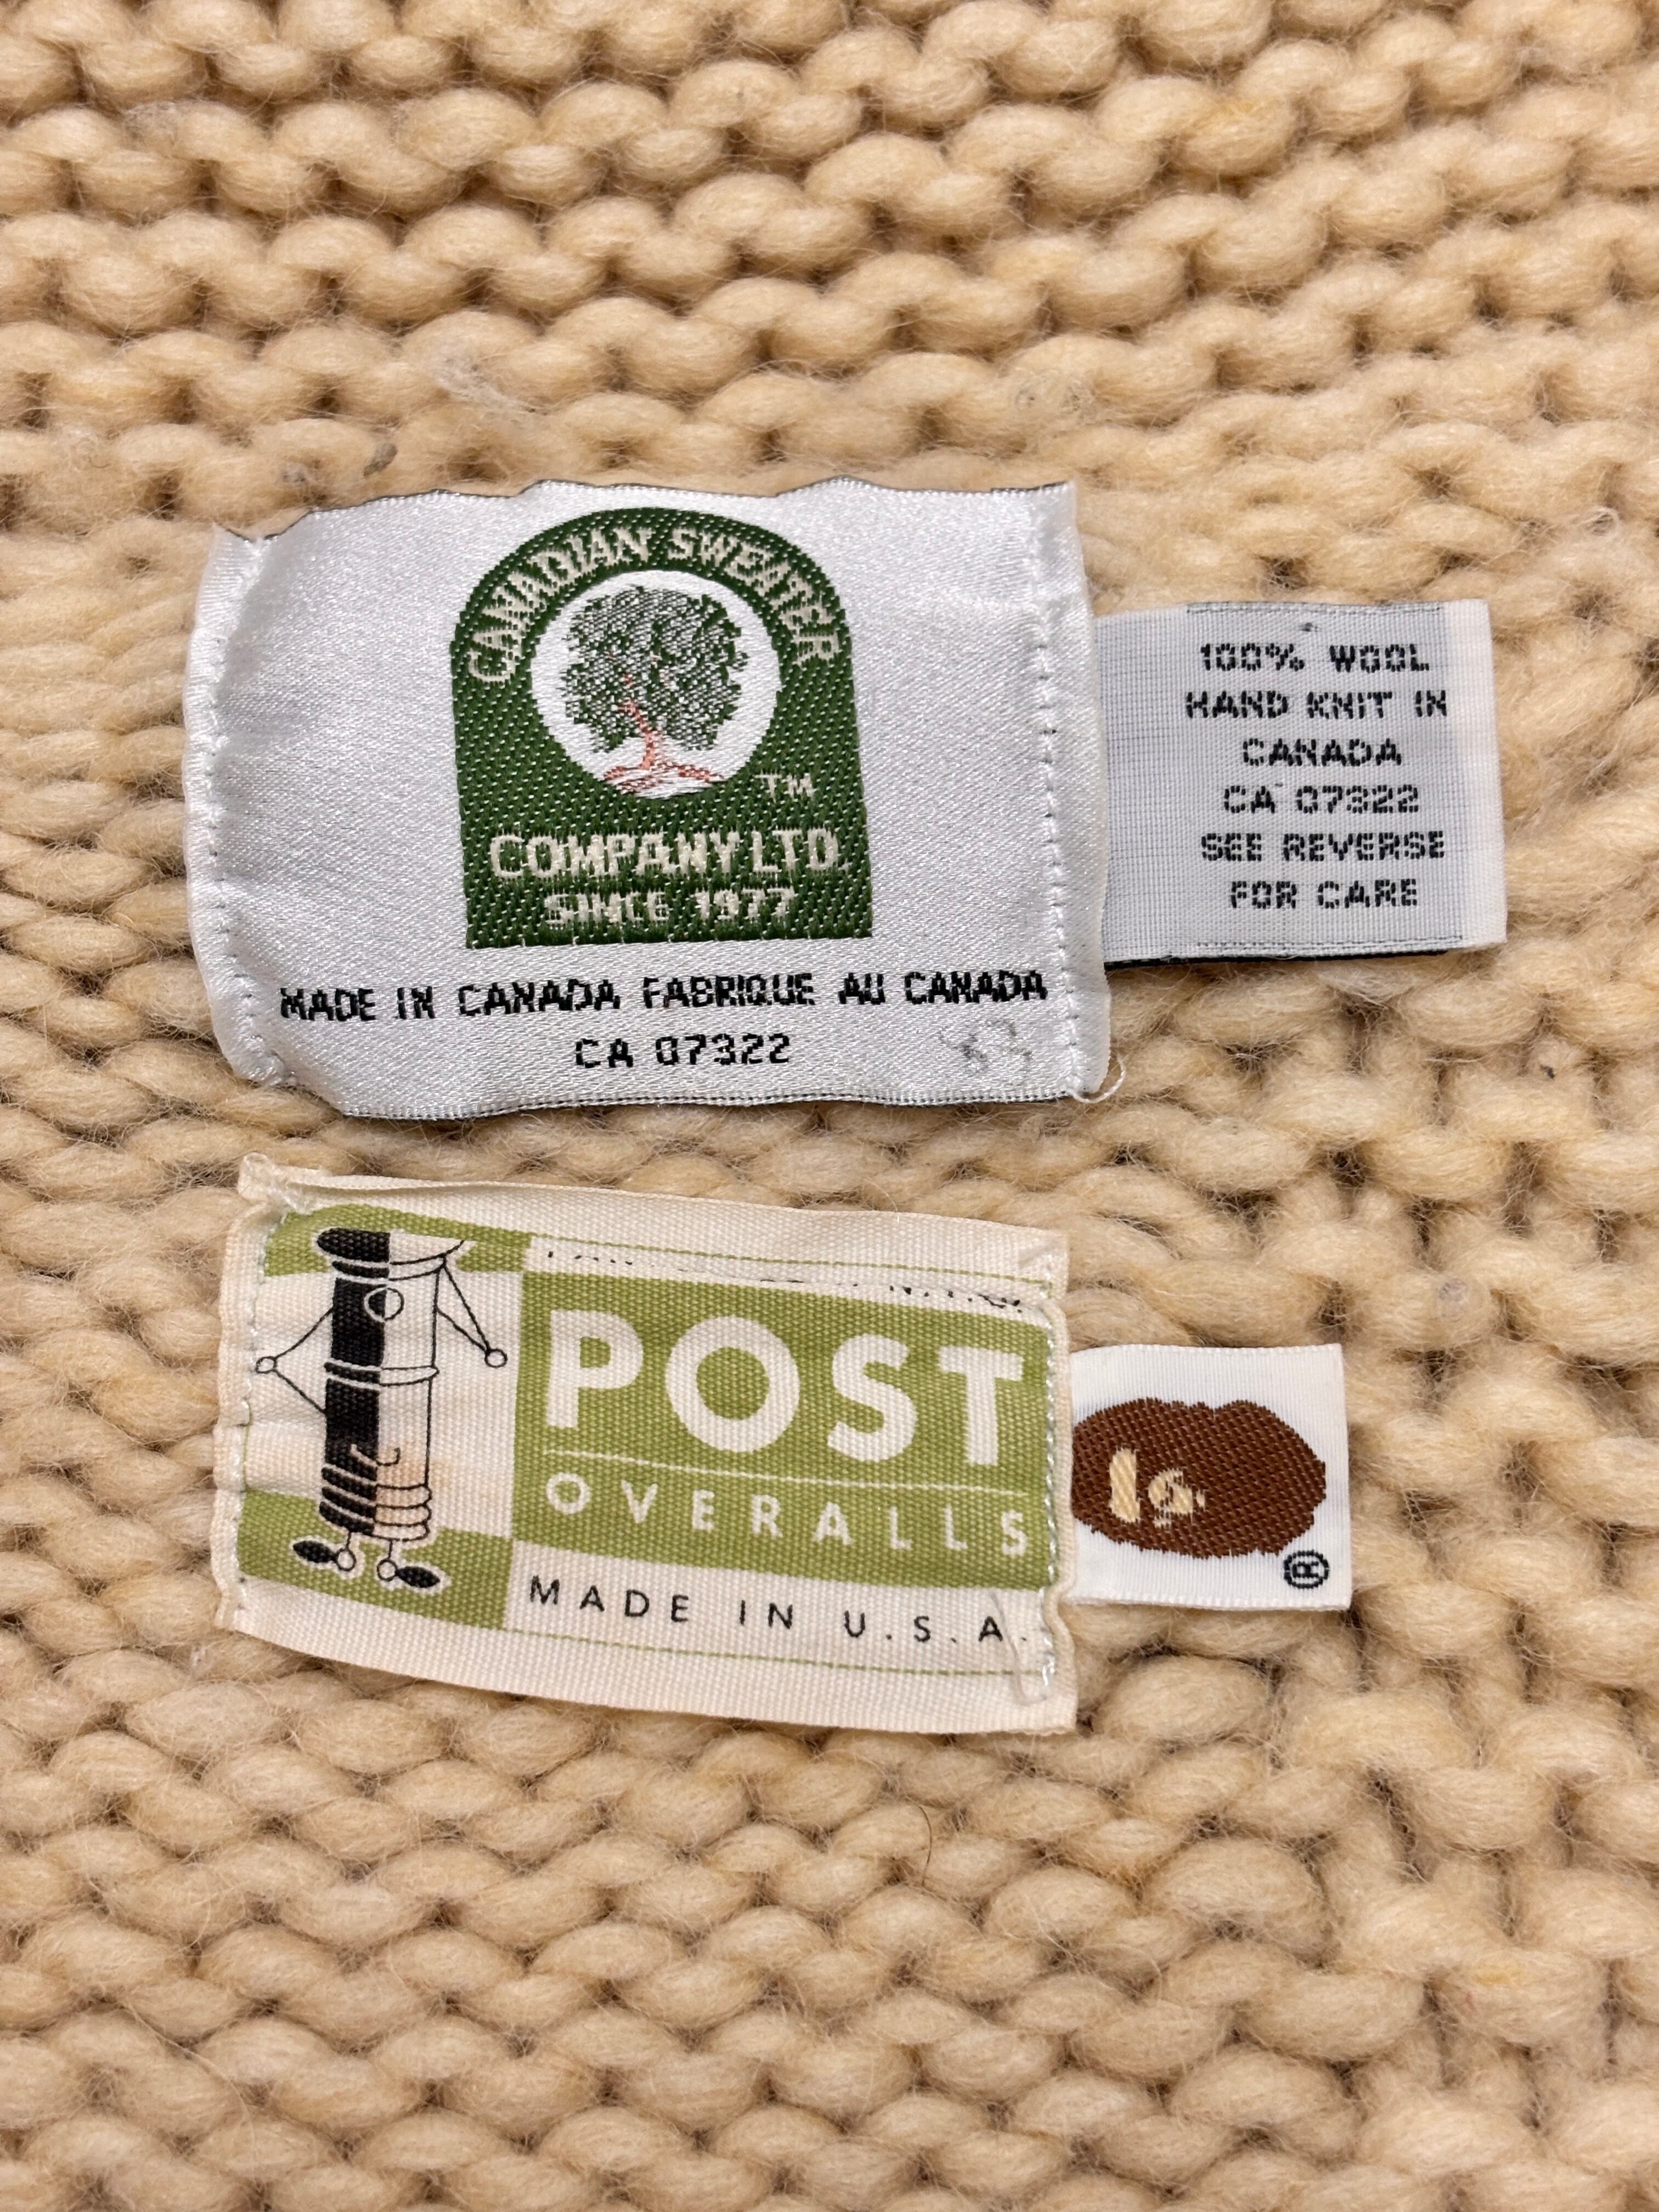 CANADIAN SWEATER
TM
COMPANY LTD.
SINCE 1977
MADE IN CANADA FABRIQUE AU CANADA
CA 07322
100% WOOL
HAND KNIT IN
CANADA
CA 07322
SEE REVERSE
FOR CARE
POST
OVERALLS
MADE IN U.S.A.
®